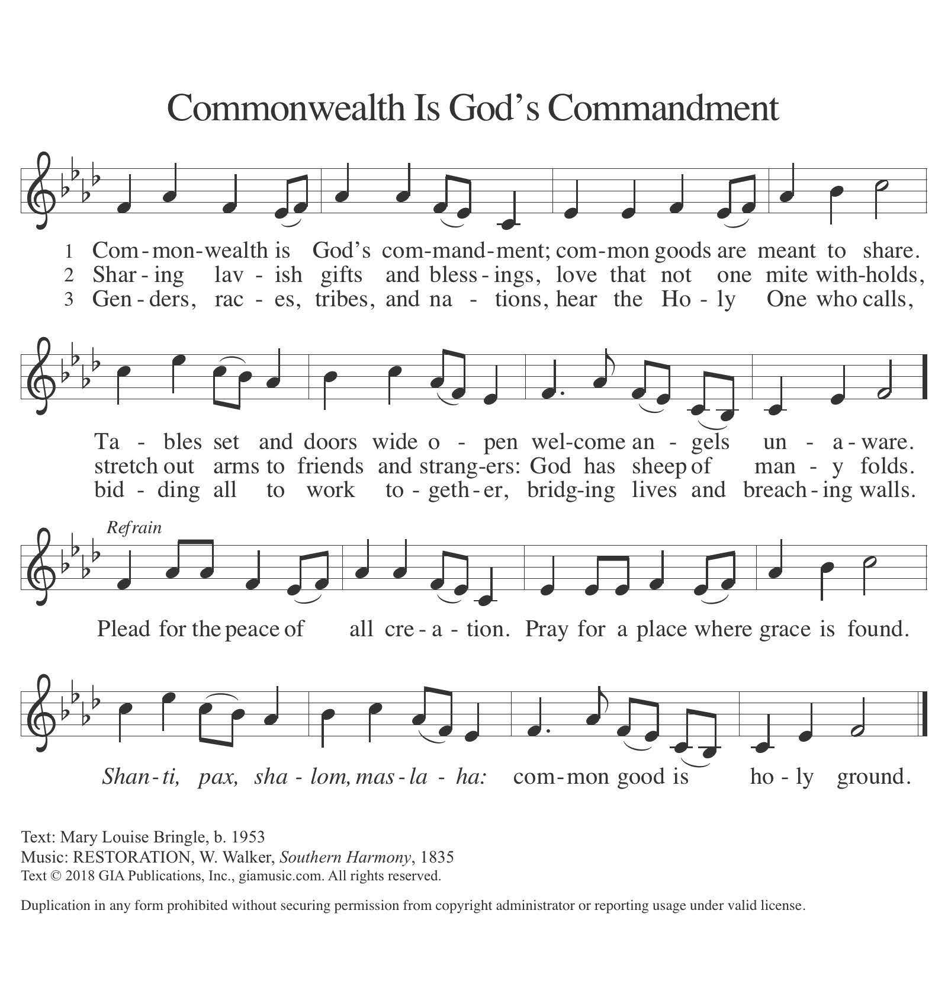 Commonwealth Is God's Commandment
1 Com - mon - wealth is God's com - mand - ment; com - mon goods are meant to share.
2 Shar - ing lav - ish gifts and bless - ings, love that not one mite with - holds,
3 Gen - ders, rac - es, tribes, and na - tions, hear the Ho - ly One who calls,
Ta - bles set and doors wide o - pen wel - come an - gels un - a - ware.
stretch out arms to friends and strang - ers: God has sheep of man - y folds.
bid - ding all to work to - geth - er, bridg - ing lives and breach - ing walls.
Refrain
Plead for the peace of all cre - a - tion. Pray for a place where grace is found.
Shan - ti, pax, sha - lom, mas - la - ha: com - mon good is ho - ly ground.
Text: Mary Louise Bringle, b. 1953
Music: RESTORATION, W. Walker, Southern Harmony, 1835
Text © 2018 GIA Publications, Inc., giamusic.com. All rights reserved.
Duplication in any form prohibited without securing permission from copyright administrator or reporting usage under valid license.